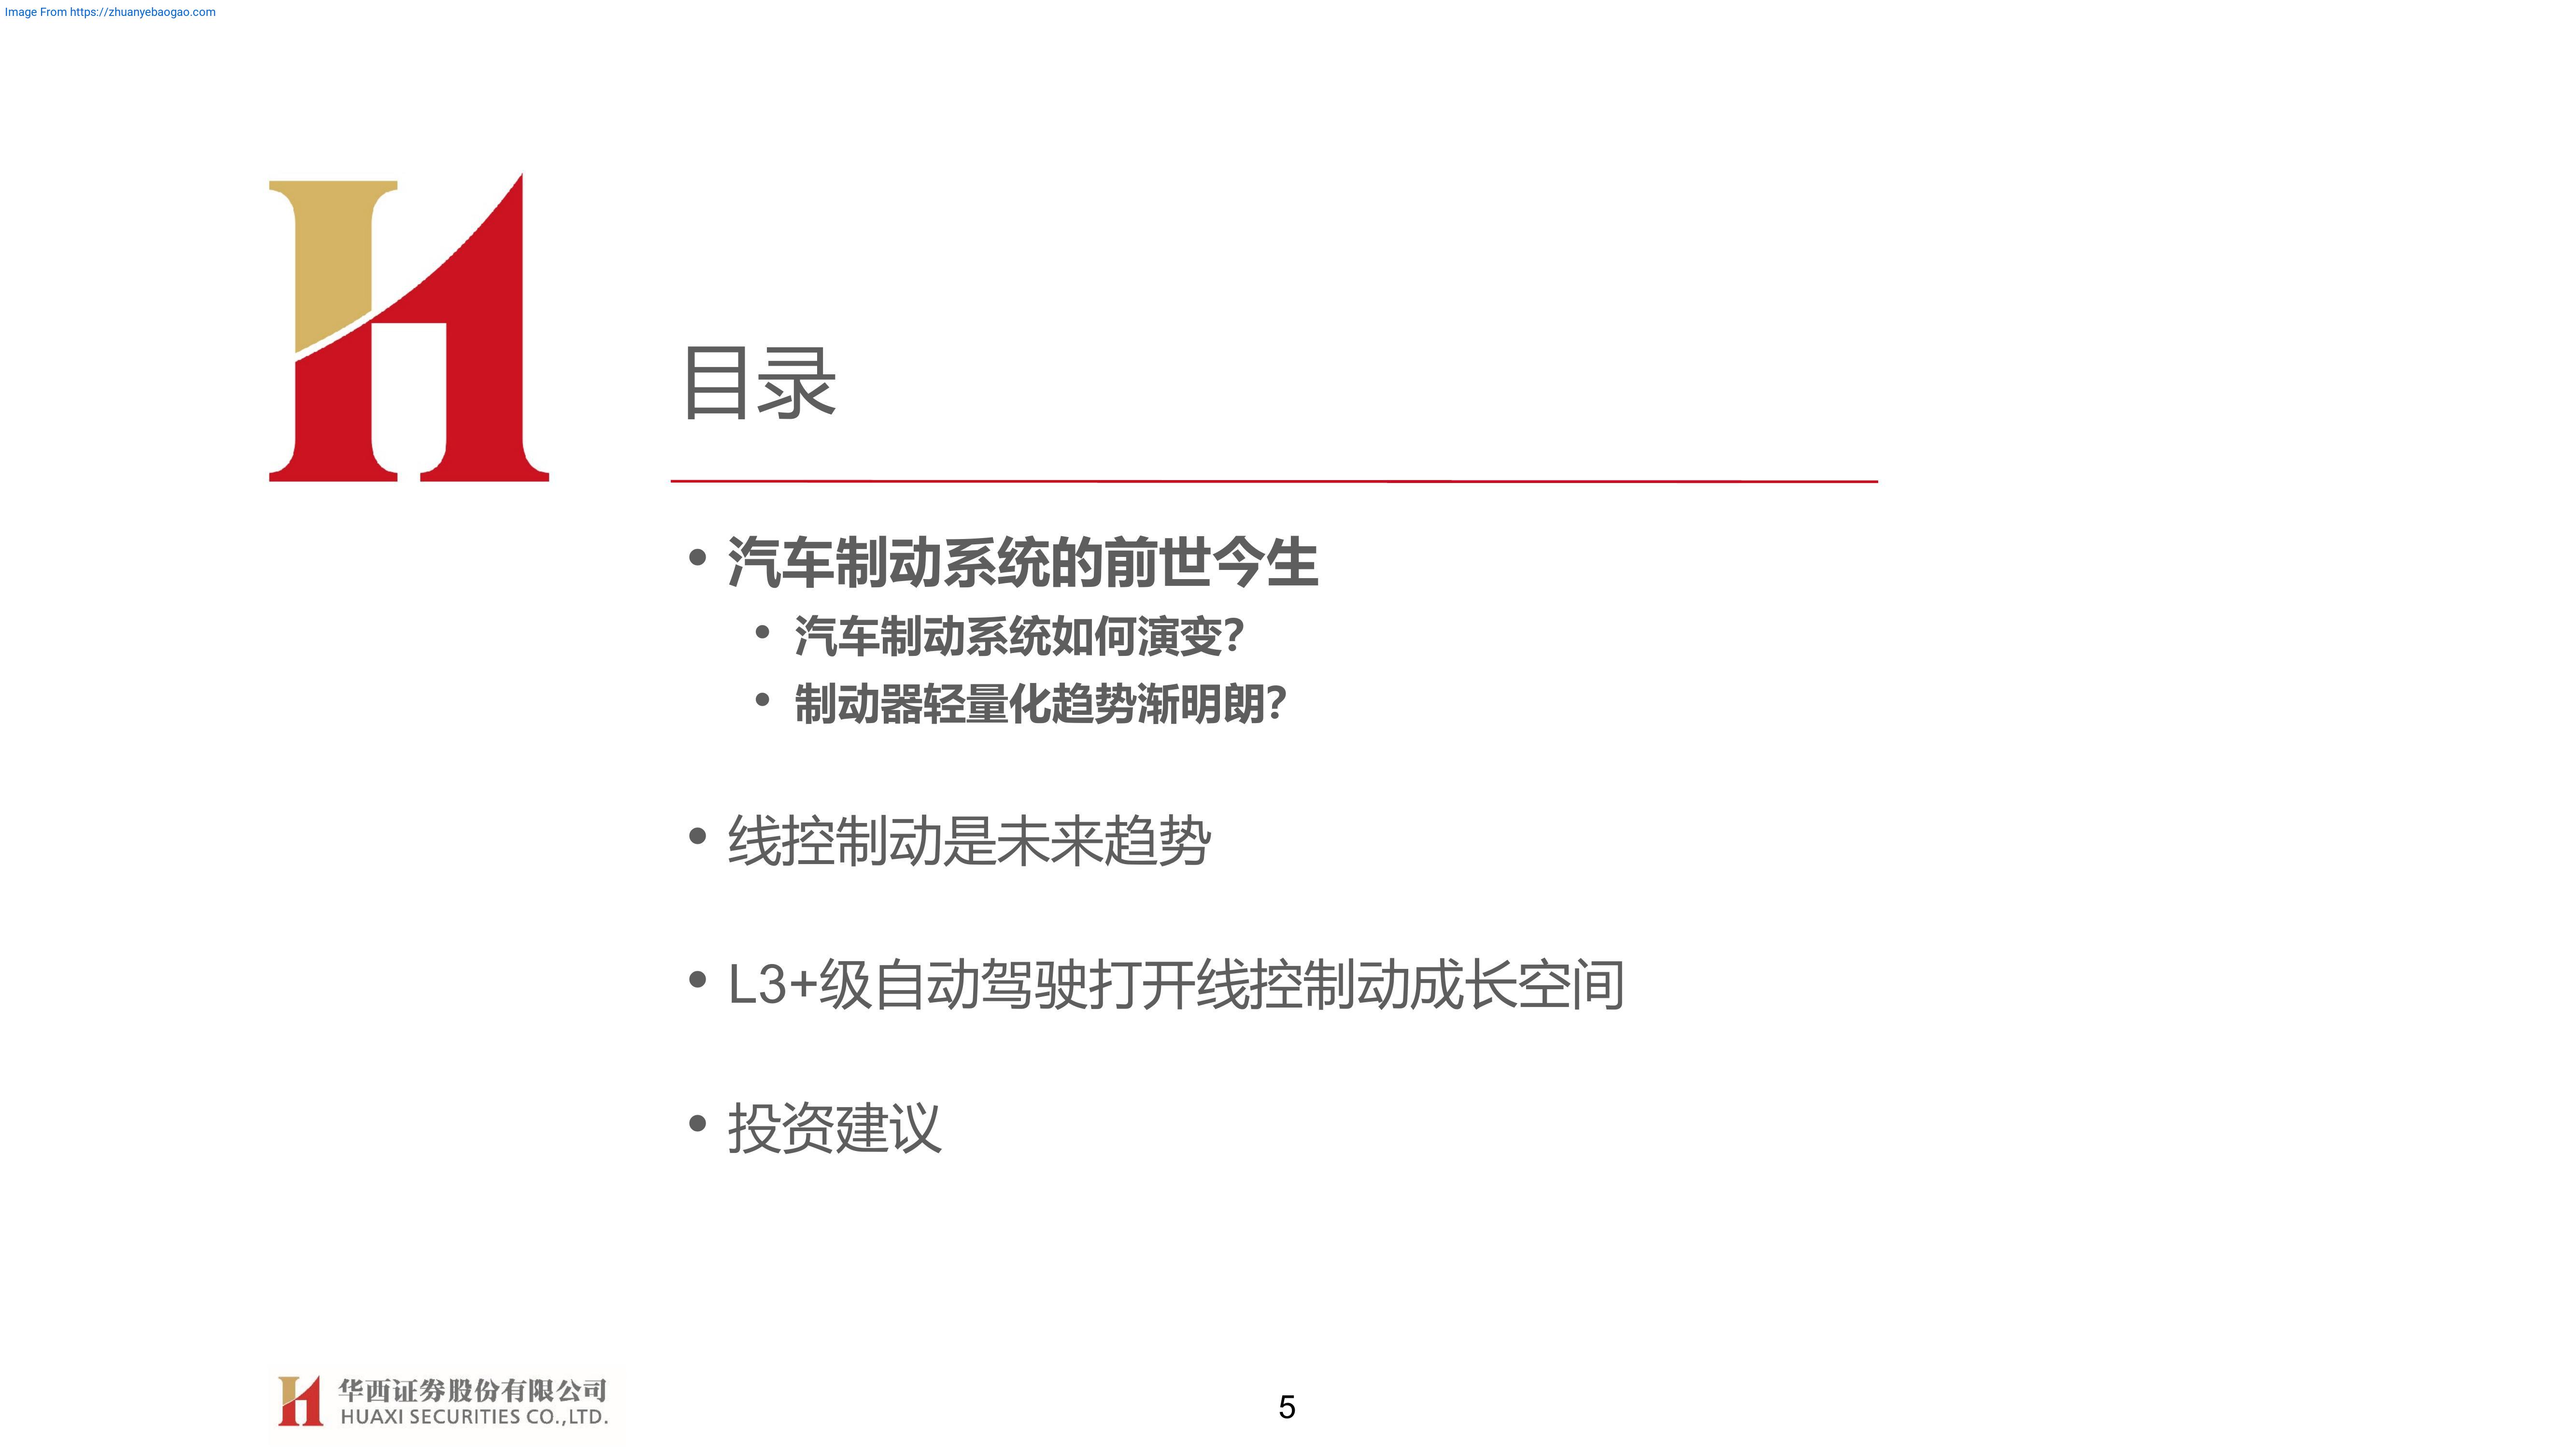 Image From https://zhuanyebaogao.com
目录
• 汽车制动系统的前世今生
• 汽车制动系统如何演变？
• 制动器轻量化趋势渐明朗？
• 线控制动是未来趋势
• L3+级自动驾驶打开线控制动成长空间
• 投资建议
华西证券股份有限公司
HUAXI SECURITIES CO.,LTD.
5